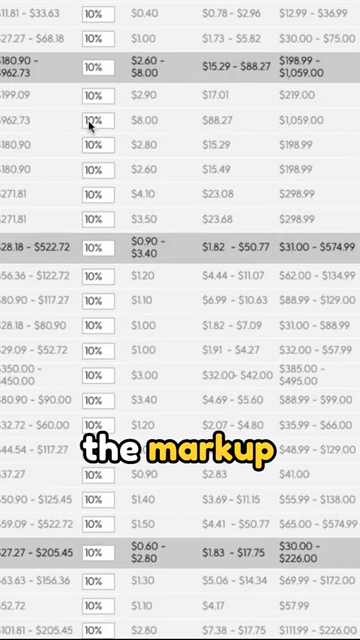 $11.81 - $33.63 10% $0.40 $0.78 - $2.96 $12.99 - $36.99
$27.27 - $68.18 10% $1.00 $1.73 - $5.82 $30.00 - $75.00
$180.90 - $962.73 10% $2.60 - $8.00 $15.29 - $88.27 $198.99 - $1,059.00
$199.09 10% $2.90 $17.01 $219.00
$962.73 10% $8.00 $88.27 $1,059.00
$180.90 10% $2.80 $15.29 $198.99
$180.90 10% $2.60 $15.49 $198.99
$271.81 10% $4.10 $23.08 $298.99
$271.81 10% $3.50 $23.68 $298.99
$28.18 - $522.72 10% $0.90 - $3.40 $1.82 - $50.77 $31.00 - $574.99
$56.36 - $122.72 10% $1.20 $4.44 - $11.07 $62.00 - $134.99
$80.90 - $117.27 10% $1.10 $6.99 - $10.63 $88.99 - $129.00
$28.18 - $80.90 10% $1.00 $1.82 - $7.09 $31.00 - $88.99
$29.09 - $52.72 10% $1.00 $1.91 - $4.27 $32.00 - $57.99
$350.00 - $450.00 10% $3.00 $32.00- $42.00 $385.00 - $495.00
$80.90 - $90.00 10% $3.40 $4.69 - $5.60 $88.99 - $99.00
$32.72 - $60.00 10% $1.20 $2.07 - $4.80 $35.99 - $66.00
$44.54 - $117.27 $48.99 - $129.00
the markup
$37.27 10% $0.90 $2.83 $41.00
$50.90 - $125.45 10% $1.40 $3.69 - $11.15 $55.99 - $138.00
$59.09 - $522.72 10% $1.50 $4.41 - $50.77 $65.00 - $574.99
$27.27 - $205.45 10% $0.60 - $2.80 $1.83 - $17.75 $30.00 - $226.00
$63.63 - $156.36 10% $1.30 $5.06 - $14.34 $69.99 - $172.00
$52.72 10% $1.10 $4.17 $57.99
$101.81 - $205.45 10% $2.80 $7.38 - $17.75 $111.99 - $226.00